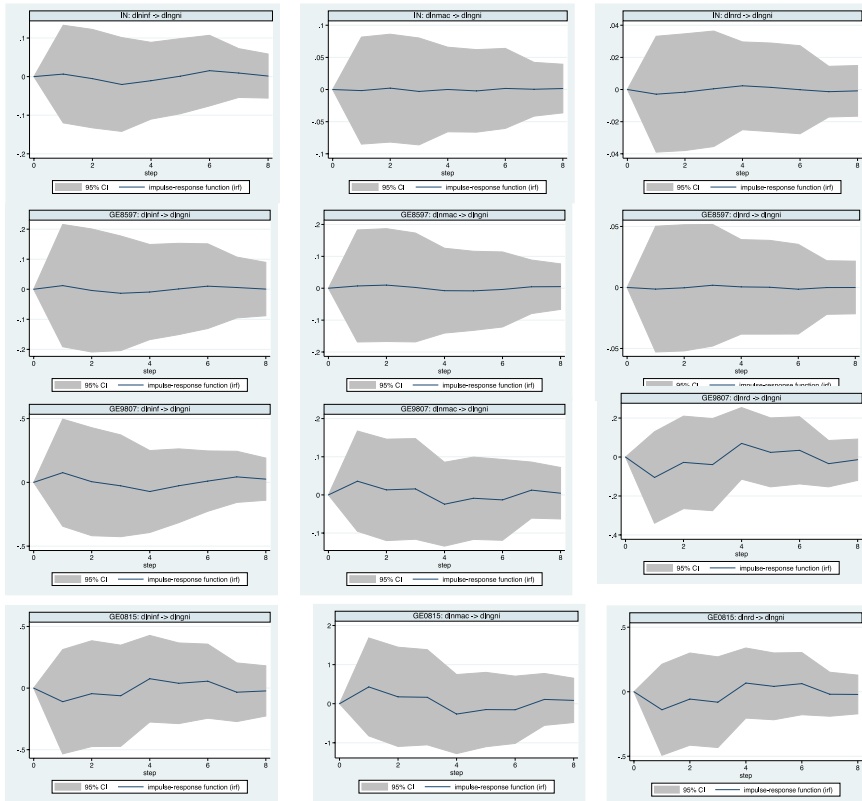 IN: dlninf -> dlngni
.1
0
-.1
-.2
0 2 4 6 8
step
95% CI impulse-response function (irf)
IN: dlnmac -> dlngni
.1
.05
0
-.05
-.1
0 2 4 6 8
step
95% CI impulse-response function (irf)
IN: dlnrd -> dlngni
.04
.02
0
-.02
-.04
0 2 4 6 8
step
95% CI impulse-response function (irf)
GE8597: dlninf -> dlngni
.2
.1
0
-.1
-.2
0 2 4 6 8
step
95% CI impulse-response function (irf)
GE8597: dlnmac -> dlngni
.2
.1
0
-.1
-.2
0 2 4 6 8
step
95% CI impulse-response function (irf)
GE8597: dlnrd -> dlngni
.05
0
-.05
0 2 4 6 8
step
95% CI impulse-response function (irf)
GE9807: dlninf -> dlngni
.5
0
-.5
0 2 4 6 8
step
95% CI impulse-response function (irf)
GE9807: dlnmac -> dlngni
.2
.1
0
-.1
0 2 4 6 8
step
95% CI impulse-response function (irf)
GE9807: dlnrd -> dlngni
.2
0
-.2
-.4
0 2 4 6 8
step
95% CI impulse-response function (irf)
GE0815: dlninf -> dlngni
.5
0
-.5
0 2 4 6 8
step
95% CI impulse-response function (irf)
GE0815: dlnmac -> dlngni
2
1
0
-1
0 2 4 6 8
step
95% CI impulse-response function (irf)
GE0815: dlnrd -> dlngni
.5
0
-.5
0 2 4 6 8
step
95% CI impulse-response function (irf)